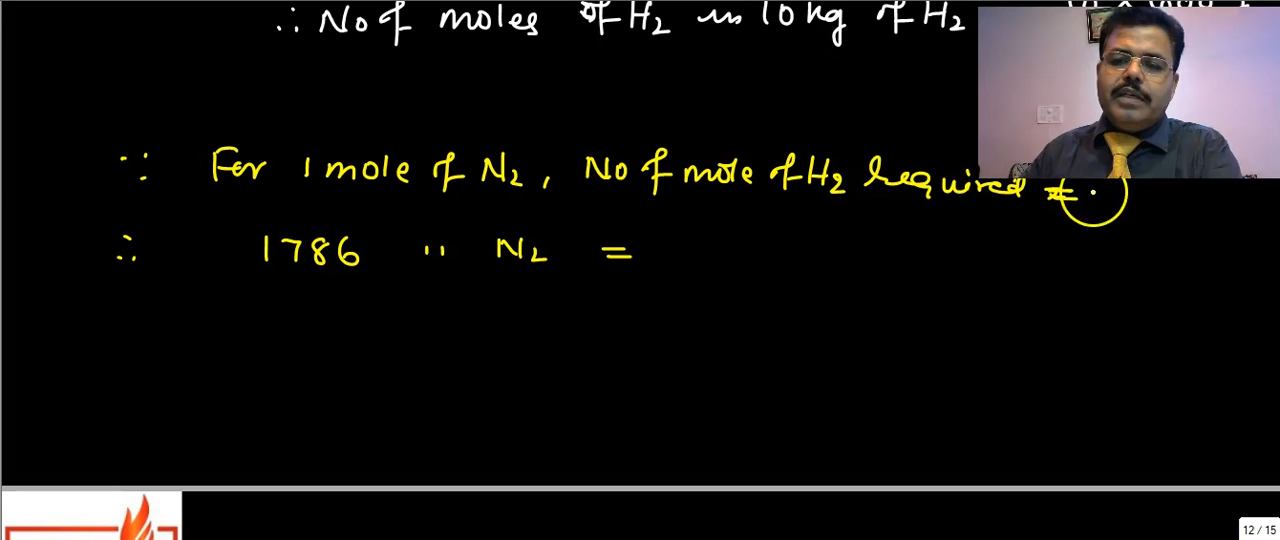 ∴ No of moles of H₂ in 10 kg of H₂
∵ For 1 mole of N₂, No of mole of H₂ required =
∴ 1786 " N₂ =
12 / 15